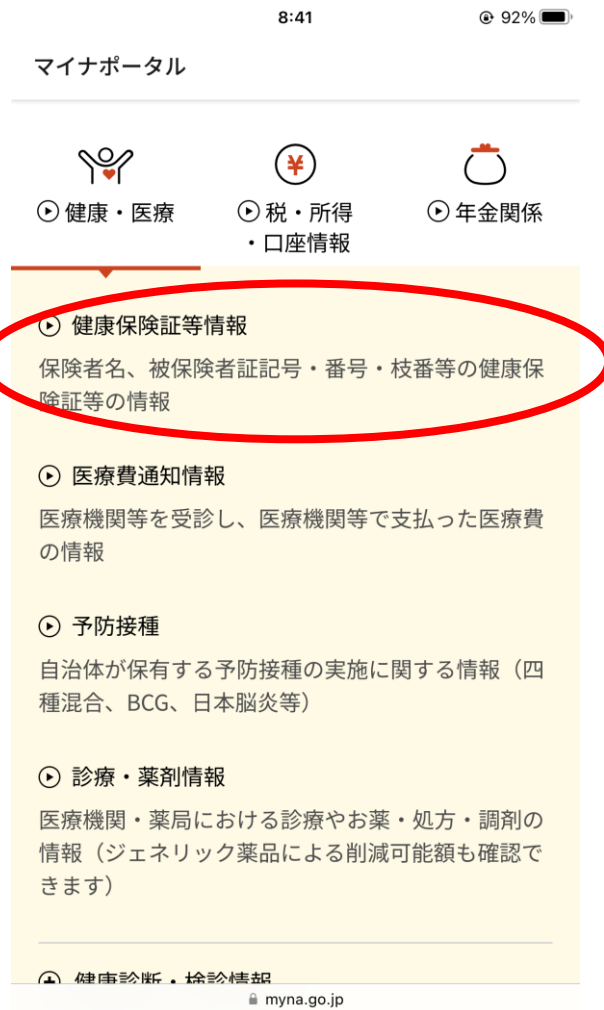 8:41
92%
マイナポータル
健康・医療
税・所得
・口座情報
年金関係
健康保険証等情報
保険者名、被保険者証記号・番号・枝番等の健康保
険証等の情報
医療費通知情報
医療機関等を受診し、医療機関等で支払った医療費
の情報
予防接種
自治体が保有する予防接種の実施に関する情報（四
種混合、BCG、日本脳炎等）
診療・薬剤情報
医療機関・薬局における診療やお薬・処方・調剤の
情報（ジェネリック薬品による削減可能額も確認で
きます）
健康診断・検診情報
myna.go.jp